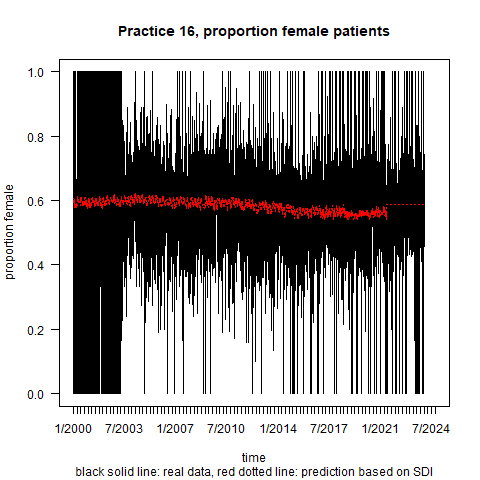 Practice 16, proportion female patients
proportion female
1.0
0.8
0.6
0.4
0.2
0.0
1/2000 7/2003 1/2007 7/2010 1/2014 7/2017 1/2021 7/2024
time
black solid line: real data, red dotted line: prediction based on SDI